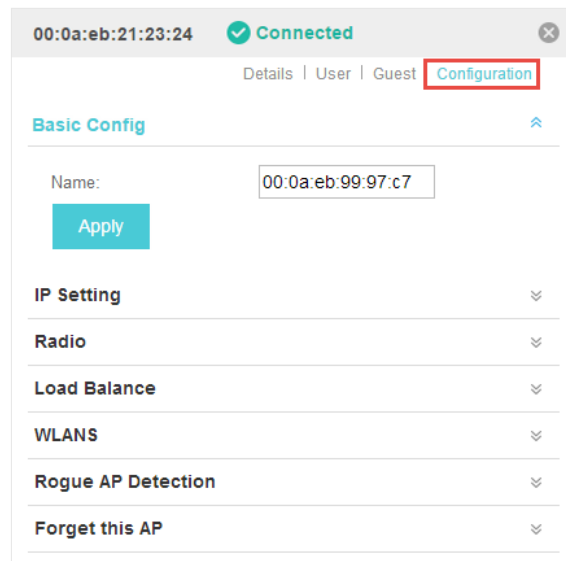 00:0a:eb:21:23:24 Connected
Details | User | Guest Configuration
Basic Config
Name: 00:0a:eb:99:97:c7
Apply
IP Setting
Radio
Load Balance
WLANS
Rogue AP Detection
Forget this AP